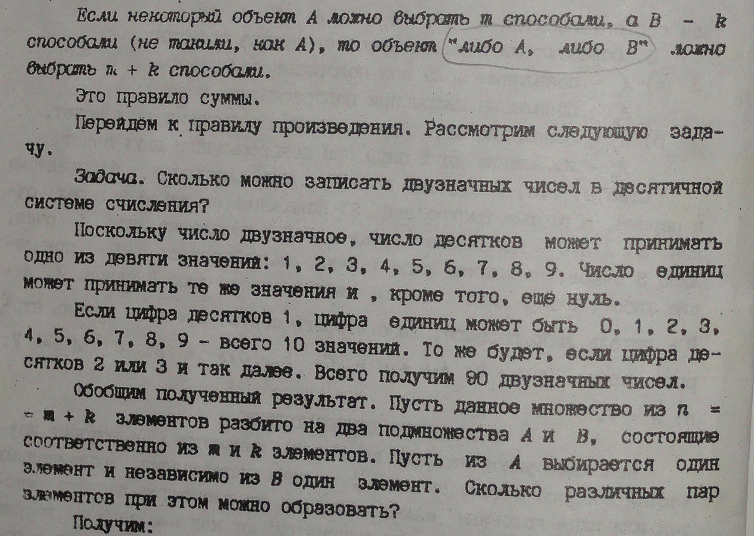 Если некоторый объект A можно выбрать m способами, а B - k
способами (не такими, как A), то объект "либо A, либо B" можно
выбрать m + k способами.
Это правило суммы.
Перейдем к правилу произведения. Рассмотрим следующую зада-
чу.
Задача. Сколько можно записать двузначных чисел в десятичной
системе счисления?
Поскольку число двузначное, число десятков может принимать
одно из девяти значений: 1, 2, 3, 4, 5, 6, 7, 8, 9. Число единиц
может принимать те же значения и , кроме того, еще нуль.
Если цифра десятков 1, цифра единиц может быть 0, 1, 2, 3,
4, 5, 6, 7, 8, 9 - всего 10 значений. То же будет, если цифра де-
сятков 2 или 3 и так далее. Всего получим 90 двузначных чисел.
Обобщим полученный результат. Пусть данное множество из n =
= m + k элементов разбито на два подмножества A и B, состоящие
соответственно из m и k элементов. Пусть из A выбирается один
элемент и независимо из B один элемент. Сколько различных пар
элементов при этом можно образовать?
Получим: